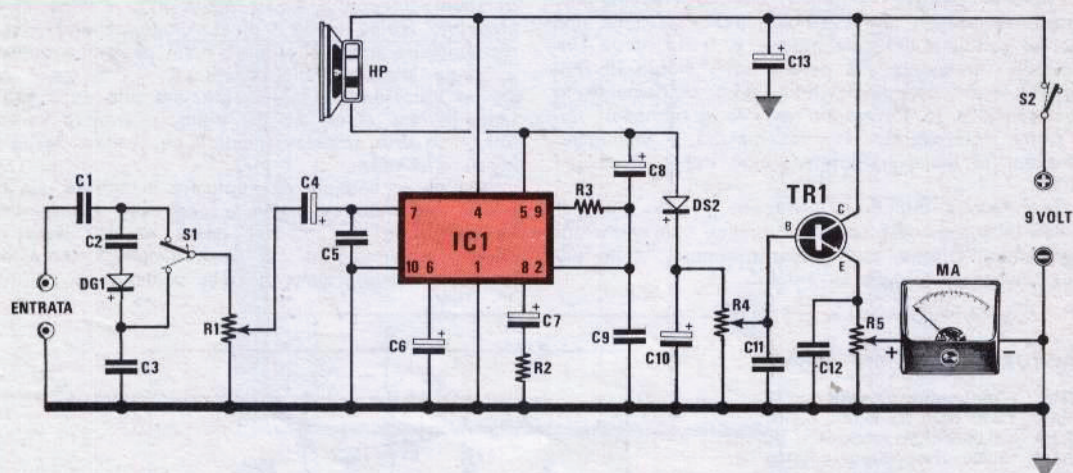 HP
C13
S2
C1
C2
S1
DG1
ENTRATA
C3
R1
C4
C5
7 4 5 9
IC1
10 6 1 8 2
R3
C8
DS2
TR1
B
C
E
9 VOLT
+
-
C6
C7
R2
C9
C10
R4
C11
C12
R5
MA
+ -